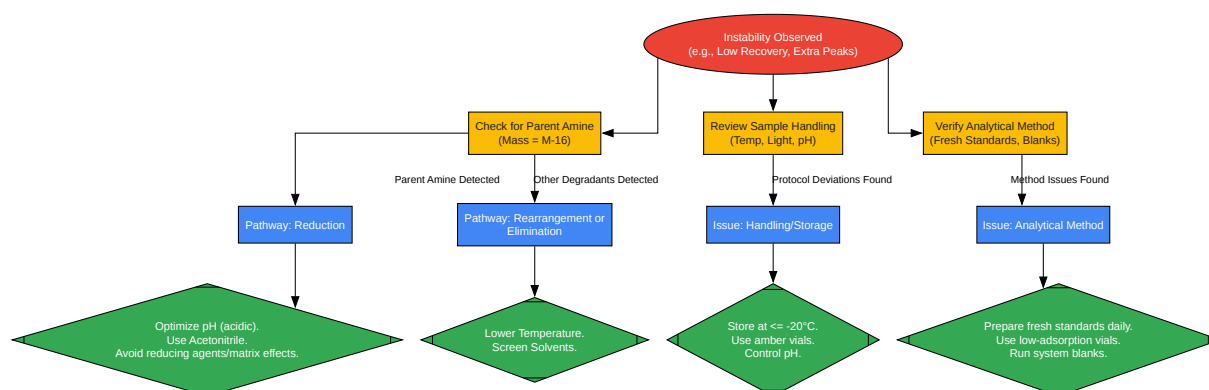 Instability Observed
(e.g., Low Recovery, Extra Peaks)
Check for Parent Amine
(Mass = M-16)
Review Sample Handling
(Temp, Light, pH)
Verify Analytical Method
(Fresh Standards, Blanks)
Parent Amine Detected
Other Degradants Detected
Protocol Deviations Found
Method Issues Found
Pathway: Reduction
Pathway: Rearrangement or
Elimination
Issue: Handling/Storage
Issue: Analytical Method
Optimize pH (acidic).
Use Acetonitrile.
Avoid reducing agents/matrix effects.
Lower Temperature.
Screen Solvents.
Store at <= -20°C.
Use amber vials.
Control pH.
Prepare fresh standards daily.
Use low-adsorption vials.
Run system blanks.